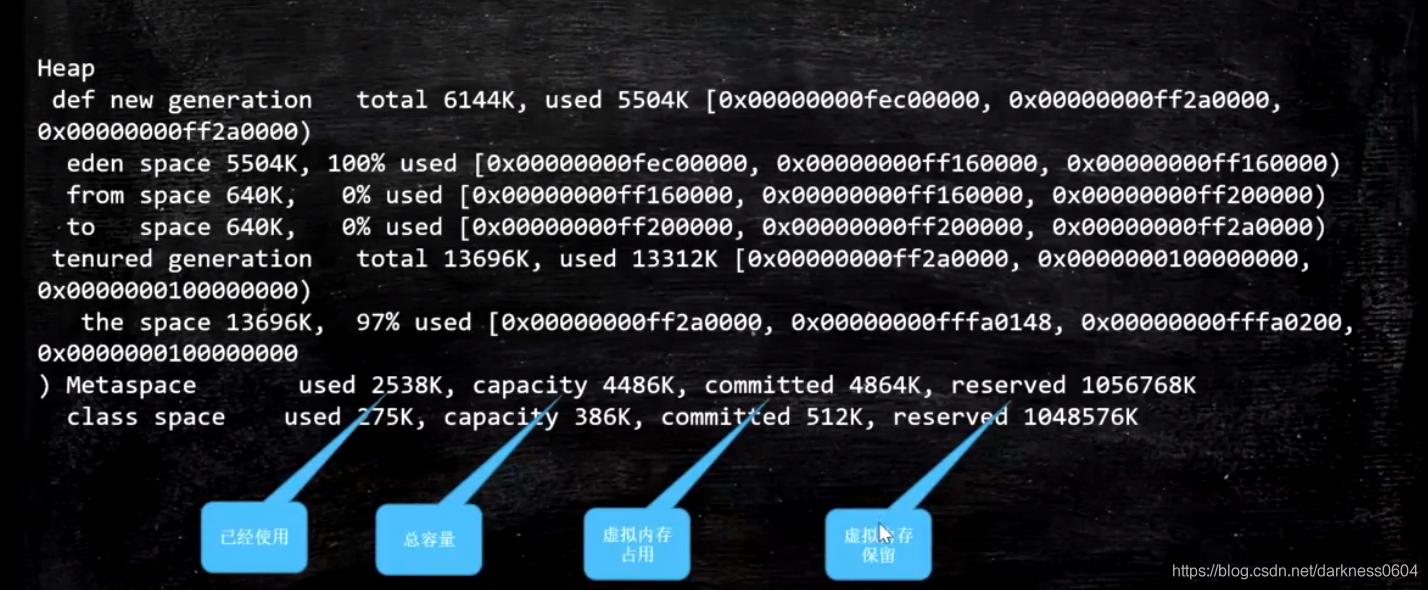 Heap
def new generation   total 6144K, used 5504K [0x00000000fec00000, 0x00000000ff2a0000,
0x00000000ff2a0000)
eden space 5504K, 100% used [0x00000000fec00000, 0x00000000ff160000, 0x00000000ff160000)
from space 640K,   0% used [0x00000000ff160000, 0x00000000ff160000, 0x00000000ff200000)
to   space 640K,   0% used [0x00000000ff200000, 0x00000000ff200000, 0x00000000ff2a0000)
tenured generation   total 13696K, used 13312K [0x00000000ff2a0000, 0x0000000100000000,
0x0000000100000000)
the space 13696K,  97% used [0x00000000ff2a0000, 0x00000000fffa0148, 0x00000000fffa0200,
0x0000000100000000
) Metaspace       used 2538K, capacity 4486K, committed 4864K, reserved 1056768K
class space    used 275K, capacity 386K, committed 512K, reserved 1048576K
已经使用
总容量
虚拟内存
占用
虚拟内存
保留
https://blog.csdn.net/darkness0604